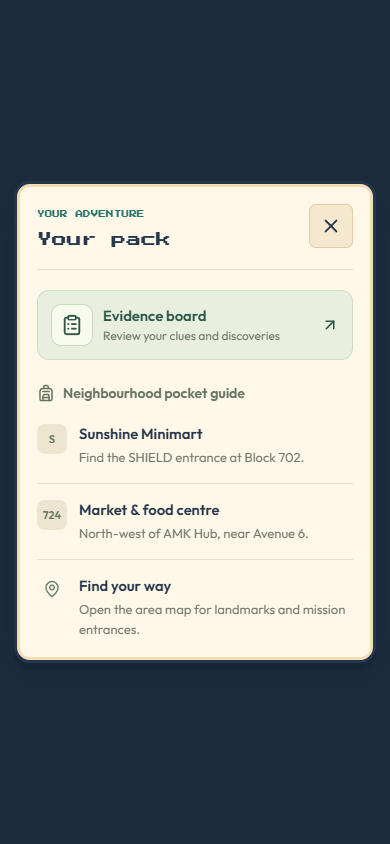 YOUR ADVENTURE
Your pack
Evidence board
Review your clues and discoveries
Neighbourhood pocket guide
S
Sunshine Minimart
Find the SHIELD entrance at Block 702.
724
Market & food centre
North-west of AMK Hub, near Avenue 6.
Find your way
Open the area map for landmarks and mission
entrances.